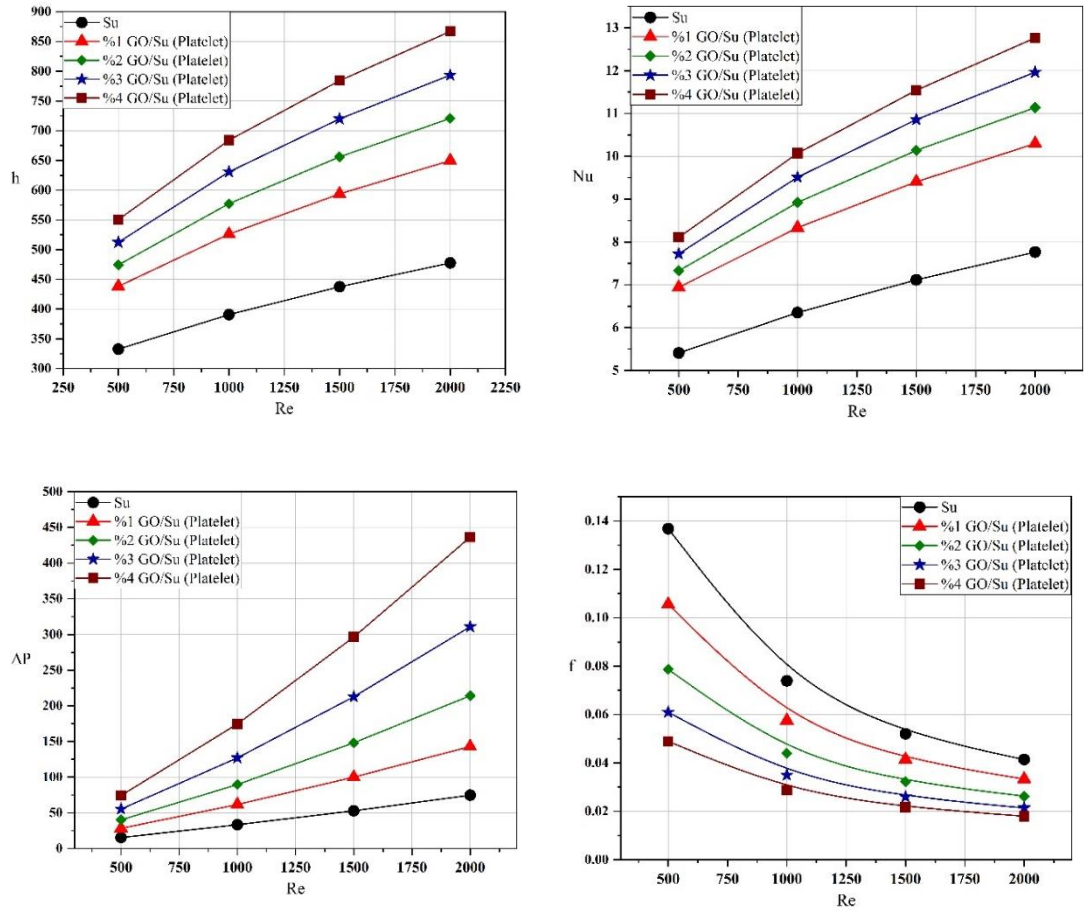 900
850
800
750
700
650
600
550
500
450
400
350
300
h
Su
%1 GO/Su (Platelet)
%2 GO/Su (Platelet)
%3 GO/Su (Platelet)
%4 GO/Su (Platelet)
250 500 750 1000 1250 1500 1750 2000 2250
Re
13
12
11
10
9
8
7
6
5
Nu
Su
%1 GO/Su (Platelet)
%2 GO/Su (Platelet)
%3 GO/Su (Platelet)
%4 GO/Su (Platelet)
500 750 1000 1250 1500 1750 2000
Re
500
450
400
350
300
250
200
150
100
50
0
ΔP
Su
%1 GO/Su (Platelet)
%2 GO/Su (Platelet)
%3 GO/Su (Platelet)
%4 GO/Su (Platelet)
500 750 1000 1250 1500 1750 2000
Re
0.14
0.12
0.10
0.08
0.06
0.04
0.02
0.00
f
Su
%1 GO/Su (Platelet)
%2 GO/Su (Platelet)
%3 GO/Su (Platelet)
%4 GO/Su (Platelet)
500 750 1000 1250 1500 1750 2000
Re